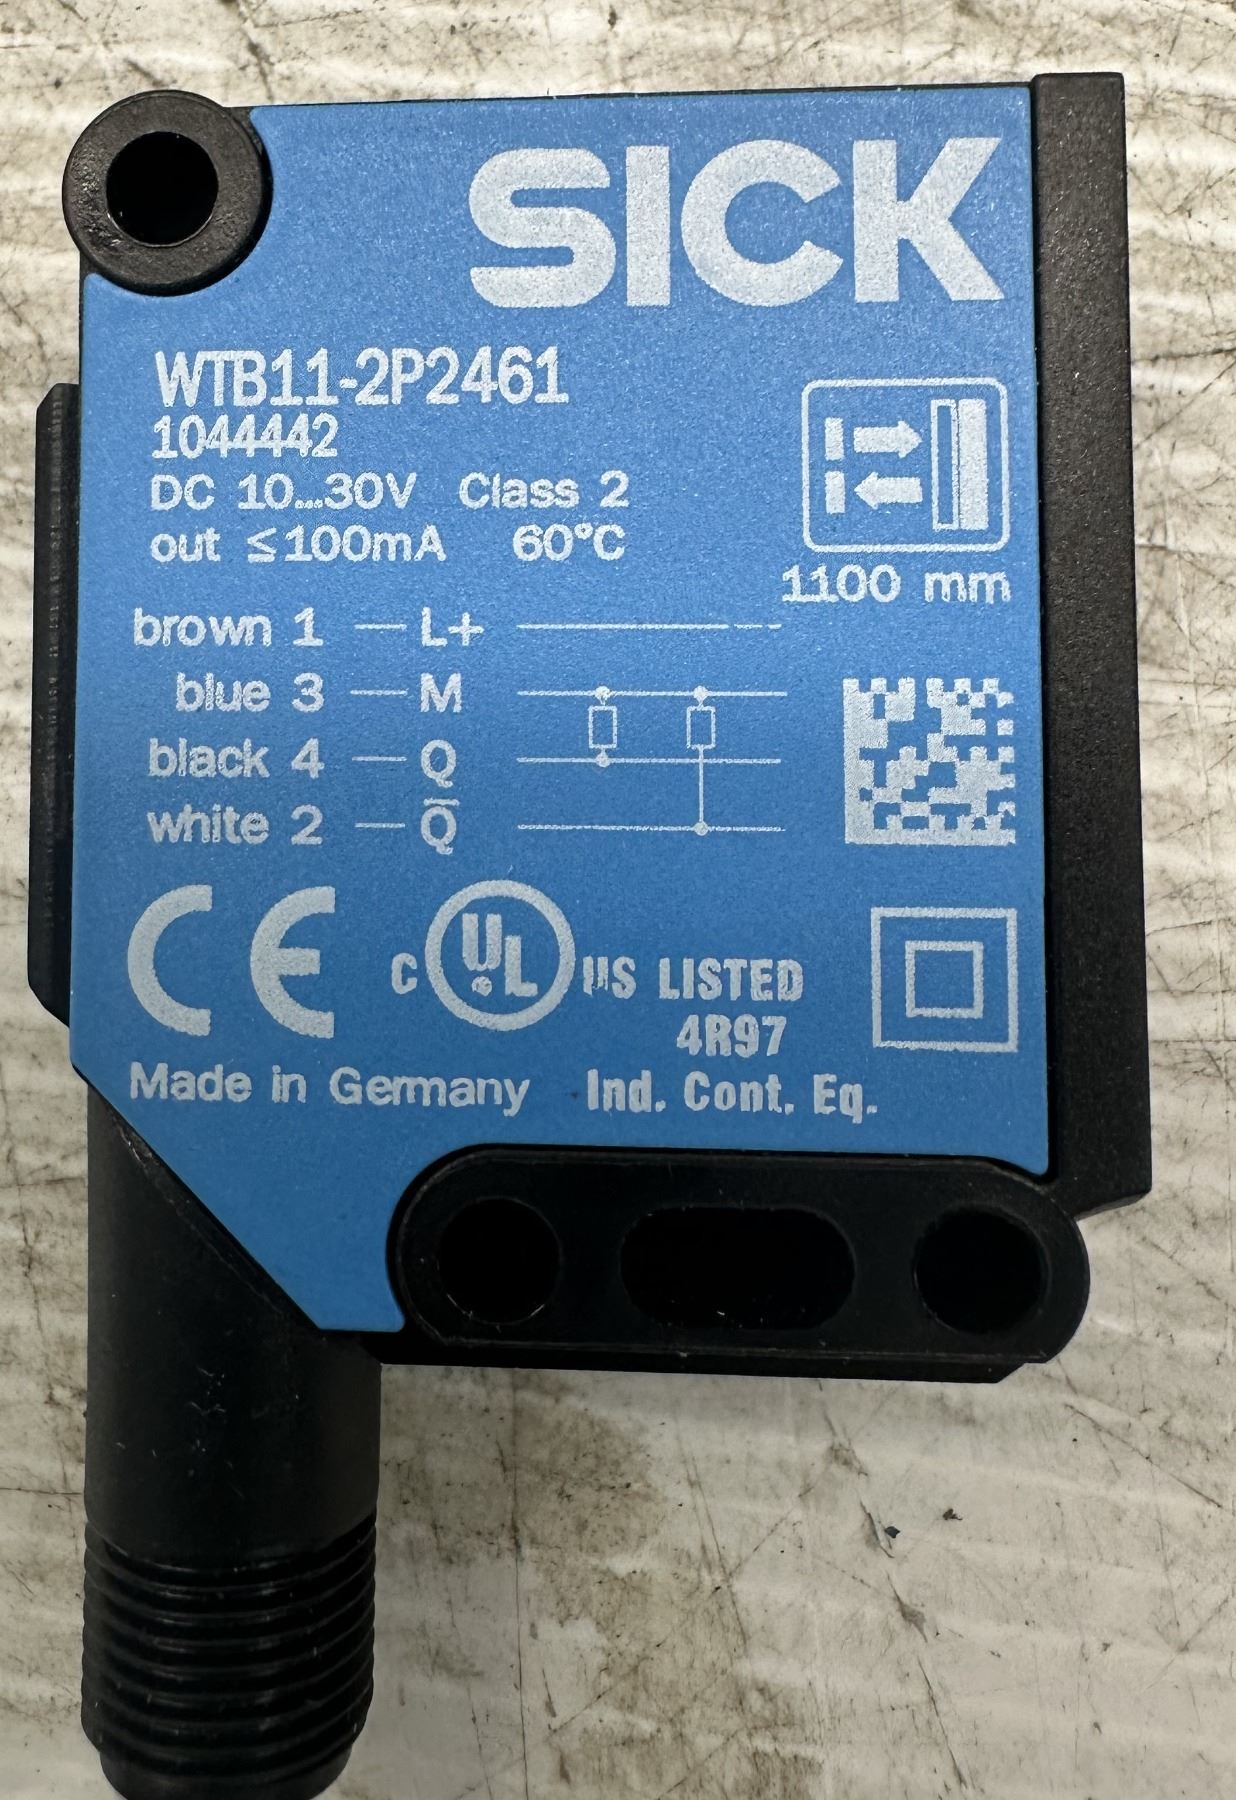 SICK
WTB11-2P2461
1044442
DC 10...30V Class 2
out ≤100mA 60°C
1100 mm
brown 1 — L+
blue 3 — M
black 4 — Q
white 2 — Q̅
CE
C UL US LISTED
4R97
Made in Germany Ind. Cont. Eq.